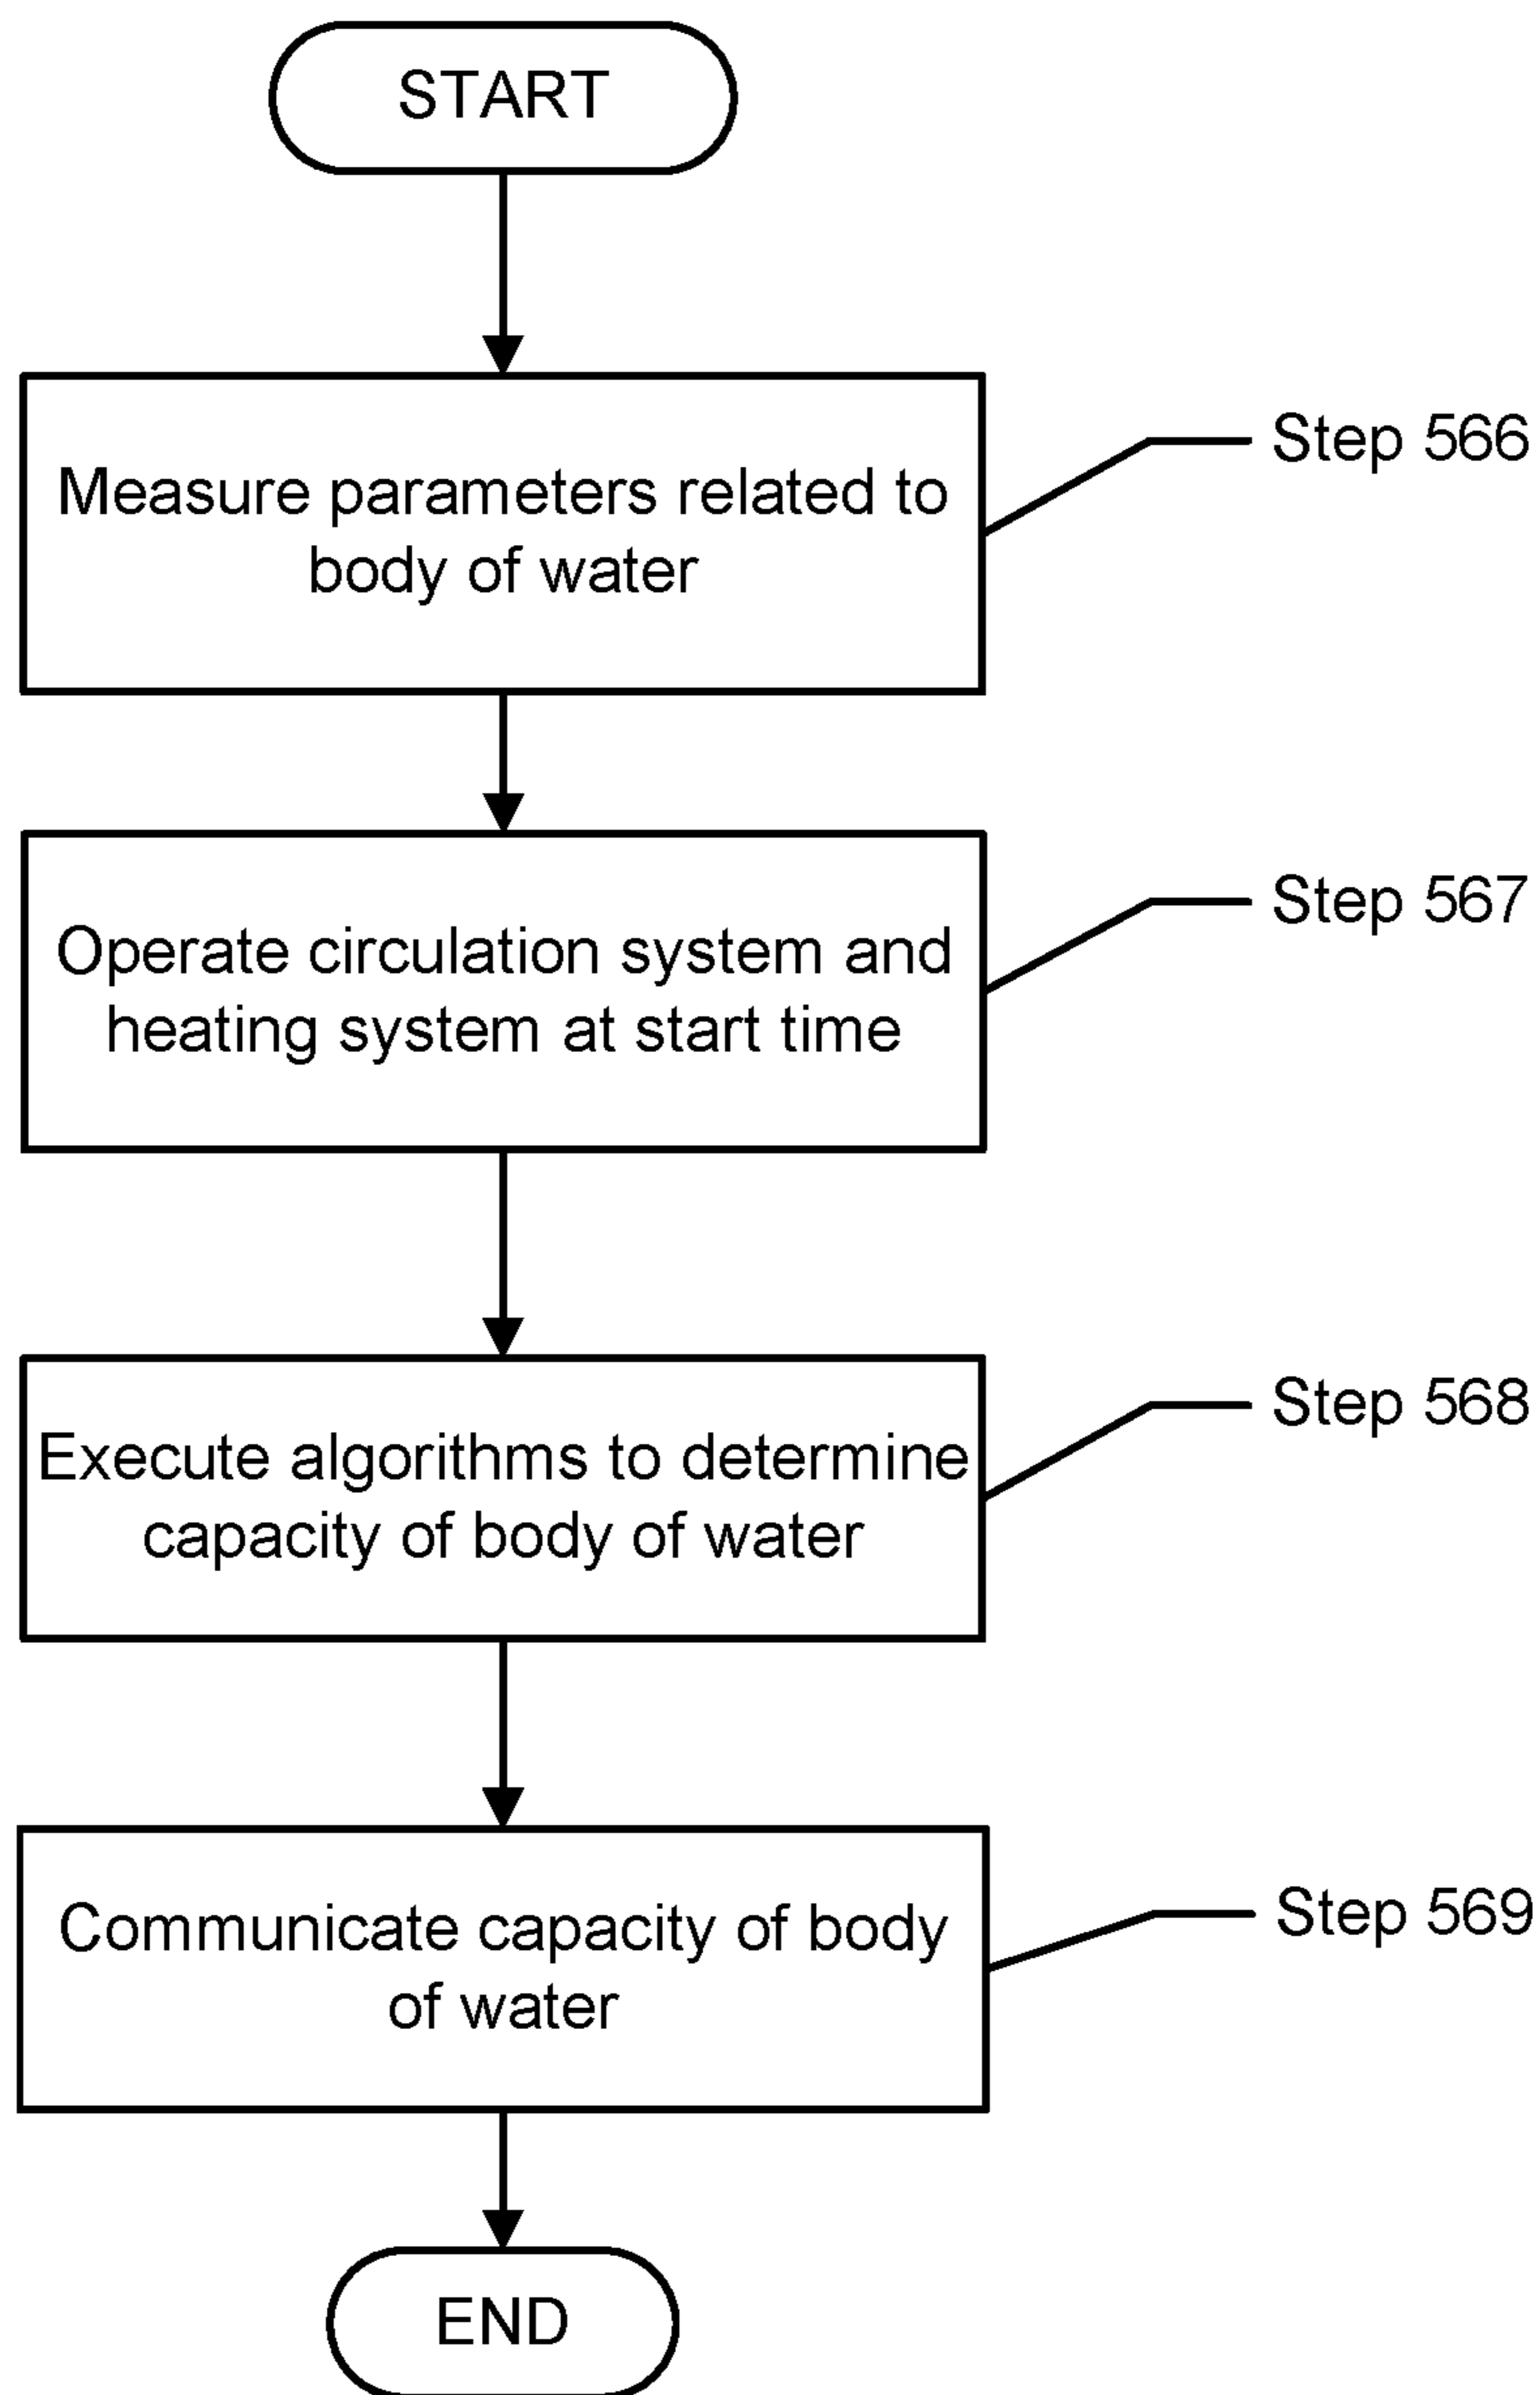 START
Step 566
Measure parameters related to
body of water
Step 567
Operate circulation system and
heating system at start time
Step 568
Execute algorithms to determine
capacity of body of water
Step 569
Communicate capacity of body
of water
END